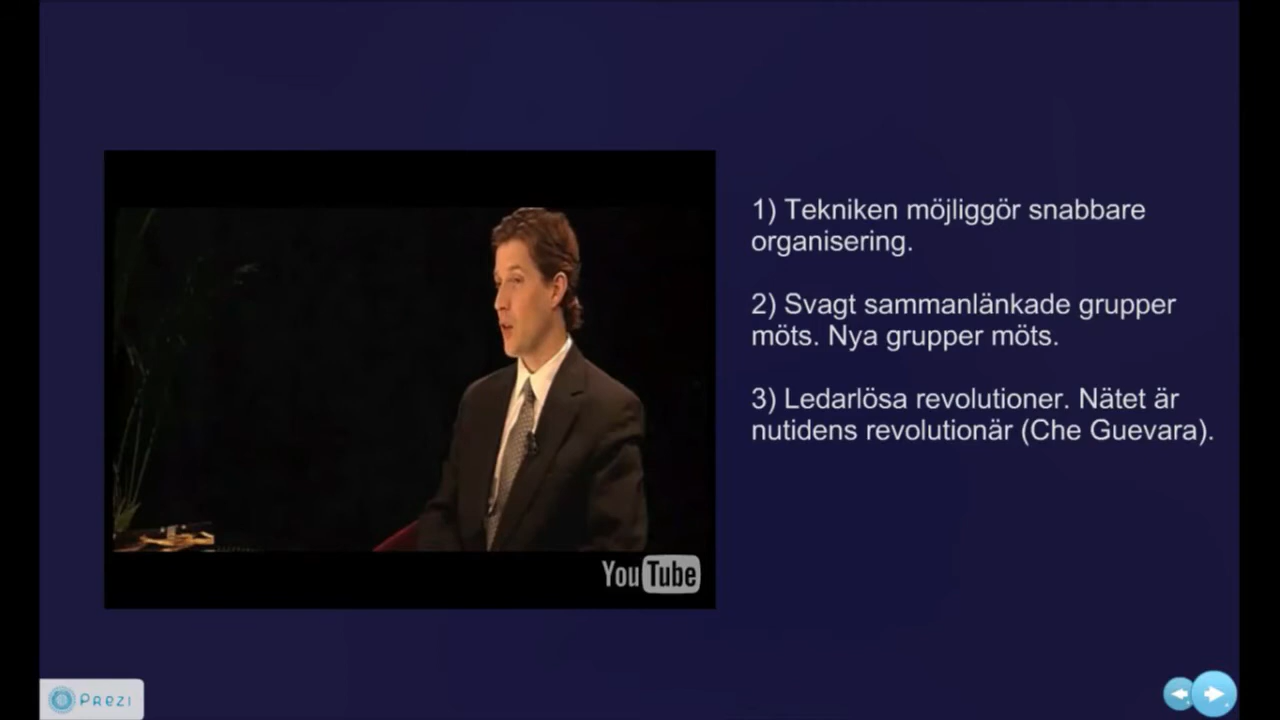 1) Tekniken möjliggör snabbare
organisering.
2) Svagt sammanlänkade grupper
möts. Nya grupper möts.
3) Ledarlösa revolutioner. Nätet är
nutidens revolutionär (Che Guevara).
YouTube
Prezi